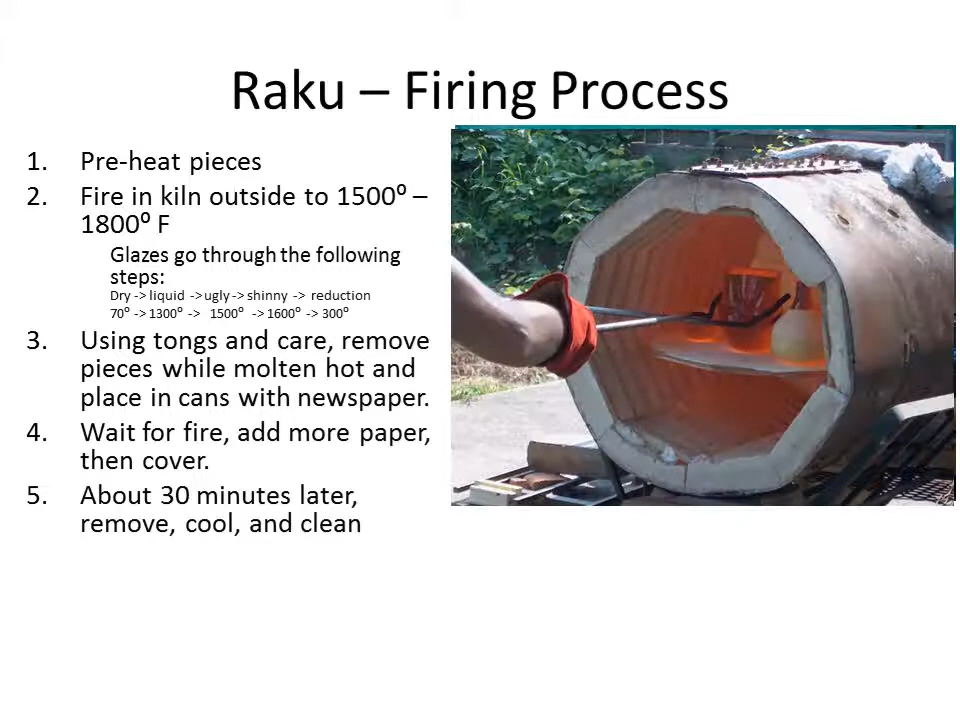 Raku – Firing Process
1. Pre-heat pieces
2. Fire in kiln outside to 1500⁰ –
1800⁰ F
Glazes go through the following
steps:
Dry -> liquid -> ugly -> shinny -> reduction
70⁰ -> 1300⁰ -> 1500⁰ -> 1600⁰ -> 300⁰
3. Using tongs and care, remove
pieces while molten hot and
place in cans with newspaper.
4. Wait for fire, add more paper,
then cover.
5. About 30 minutes later,
remove, cool, and clean